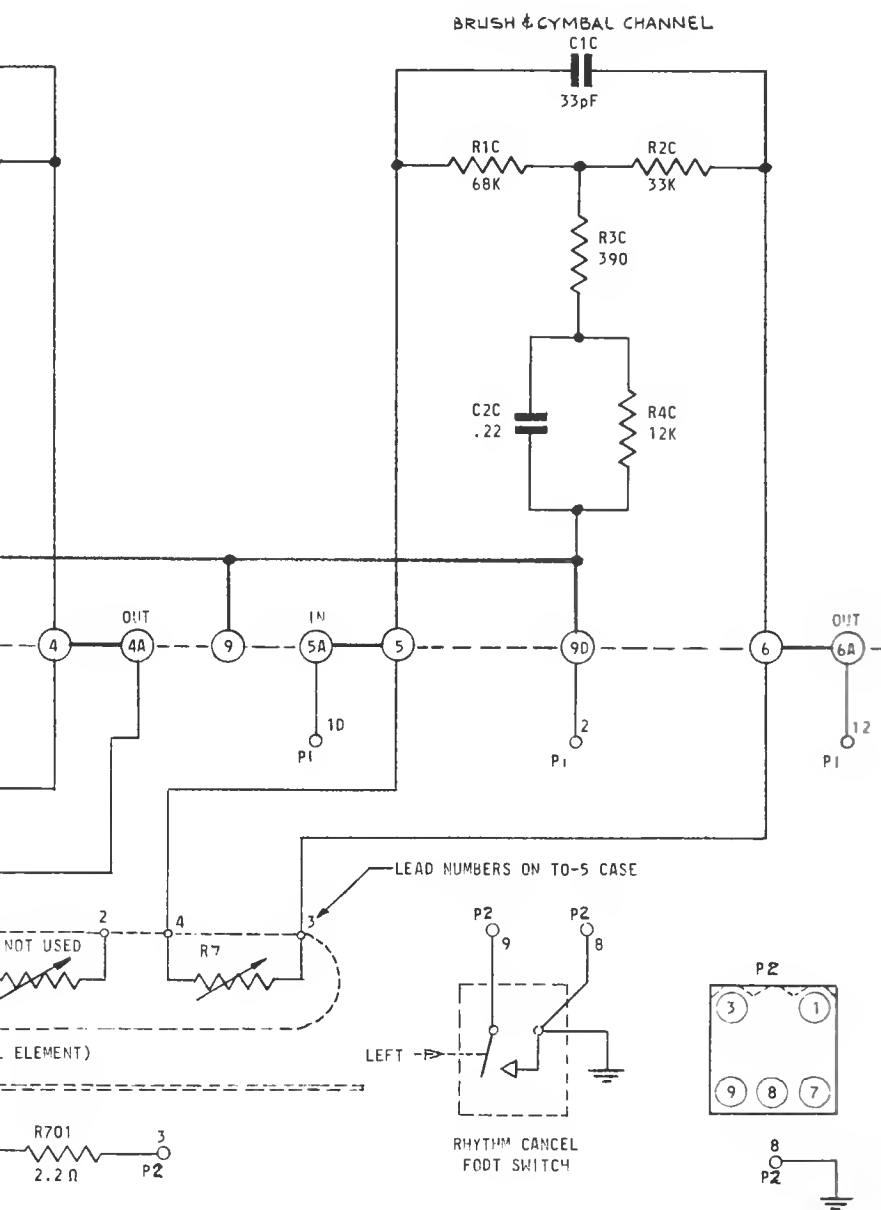 BRUSH & CYMBAL CHANNEL
C1C
33pF
R1C
68K
R2C
33K
R3C
390
C2C
.22
R4C
12K
OUT
IN
OUT
4
4A
9
5A
5
9D
6
6A
10
P1
2
P1
12
P1
LEAD NUMBERS ON TO-5 CASE
2
4
3
NOT USED
R7
P2
9
P2
8
P2
3
1
9
8
7
LEFT
ELEMENT)
RHYTHM CANCEL
FOOT SWITCH
R701
2.2Ω
3
P2
8
P2